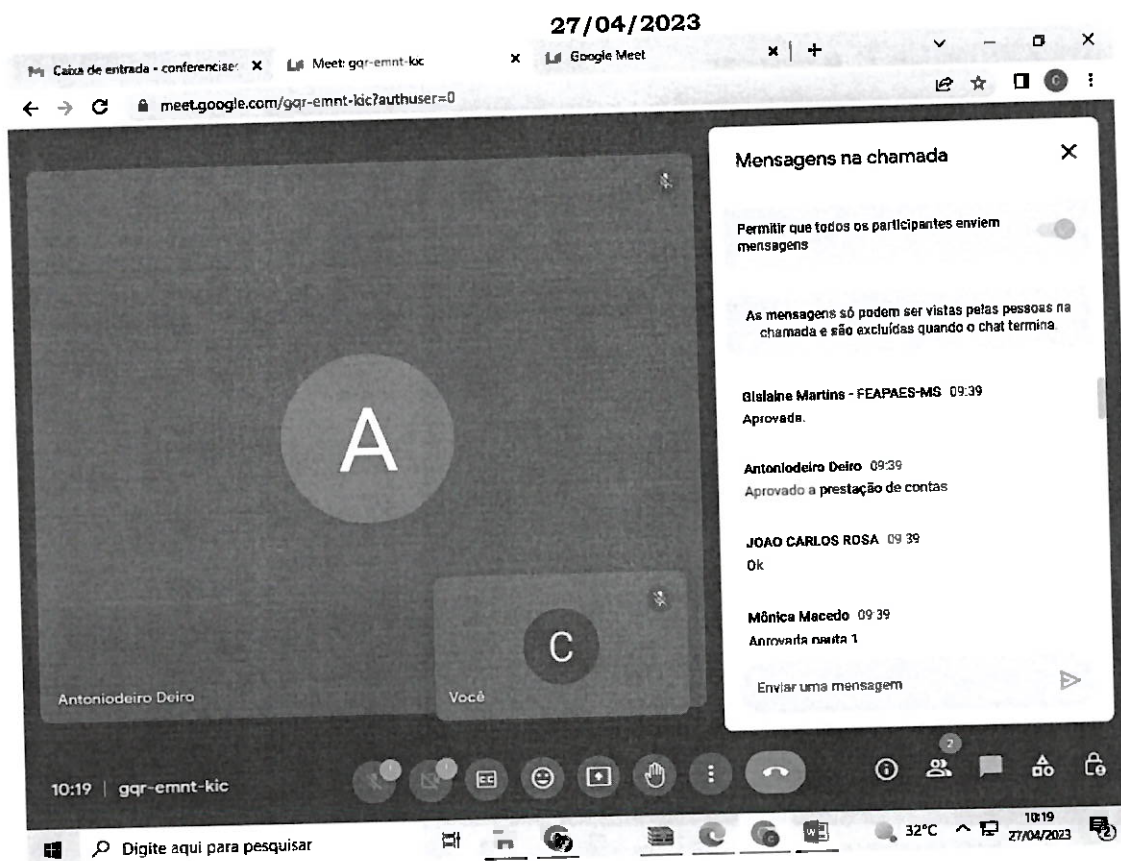 27/04/2023
Caixa de entrada - conferenciaer
Meet: gqr-emnt-kic
Google Meet
meet.google.com/gqr-emnt-kic?authuser=0
C
Mensagens na chamada
Permitir que todos os participantes enviem
mensagens
As mensagens só podem ser vistas pelas pessoas na
chamada e são excluídas quando o chat termina.
Gislaine Martins - FEAPAES-MS 09:39
Aprovada.
Antoniodeiro Deiro 09:39
Aprovado a prestação de contas
JOAO CARLOS ROSA 09:39
Ok
Mônica Macedo 09:39
Aprovada pauta 1
Enviar uma mensagem
A
Antoniodeiro Deiro
C
Você
10:19 | gqr-emnt-kic
CC
2
Digite aqui para pesquisar
32°C
10:19
27/04/2023
2